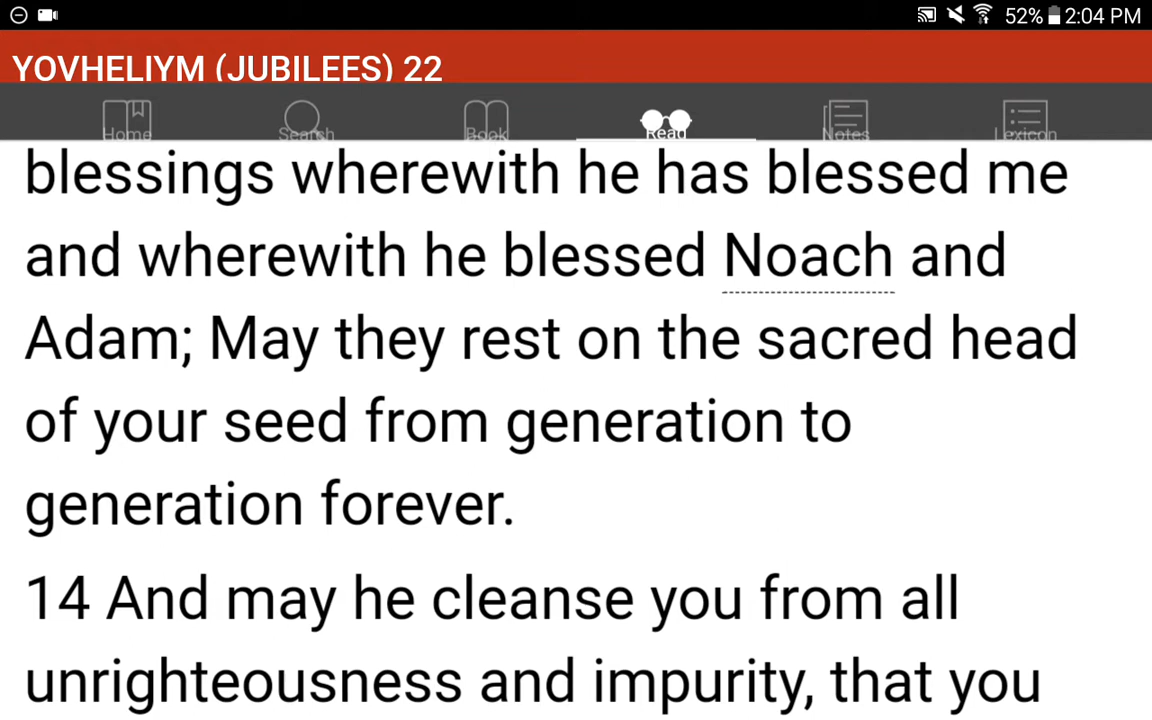 52% 2:04 PM
YOVHELIYM (JUBILEES) 22
Home Search Book Read Notes Lexicon
blessings wherewith he has blessed me
and wherewith he blessed Noach and
Adam; May they rest on the sacred head
of your seed from generation to
generation forever.
14 And may he cleanse you from all
unrighteousness and impurity, that you